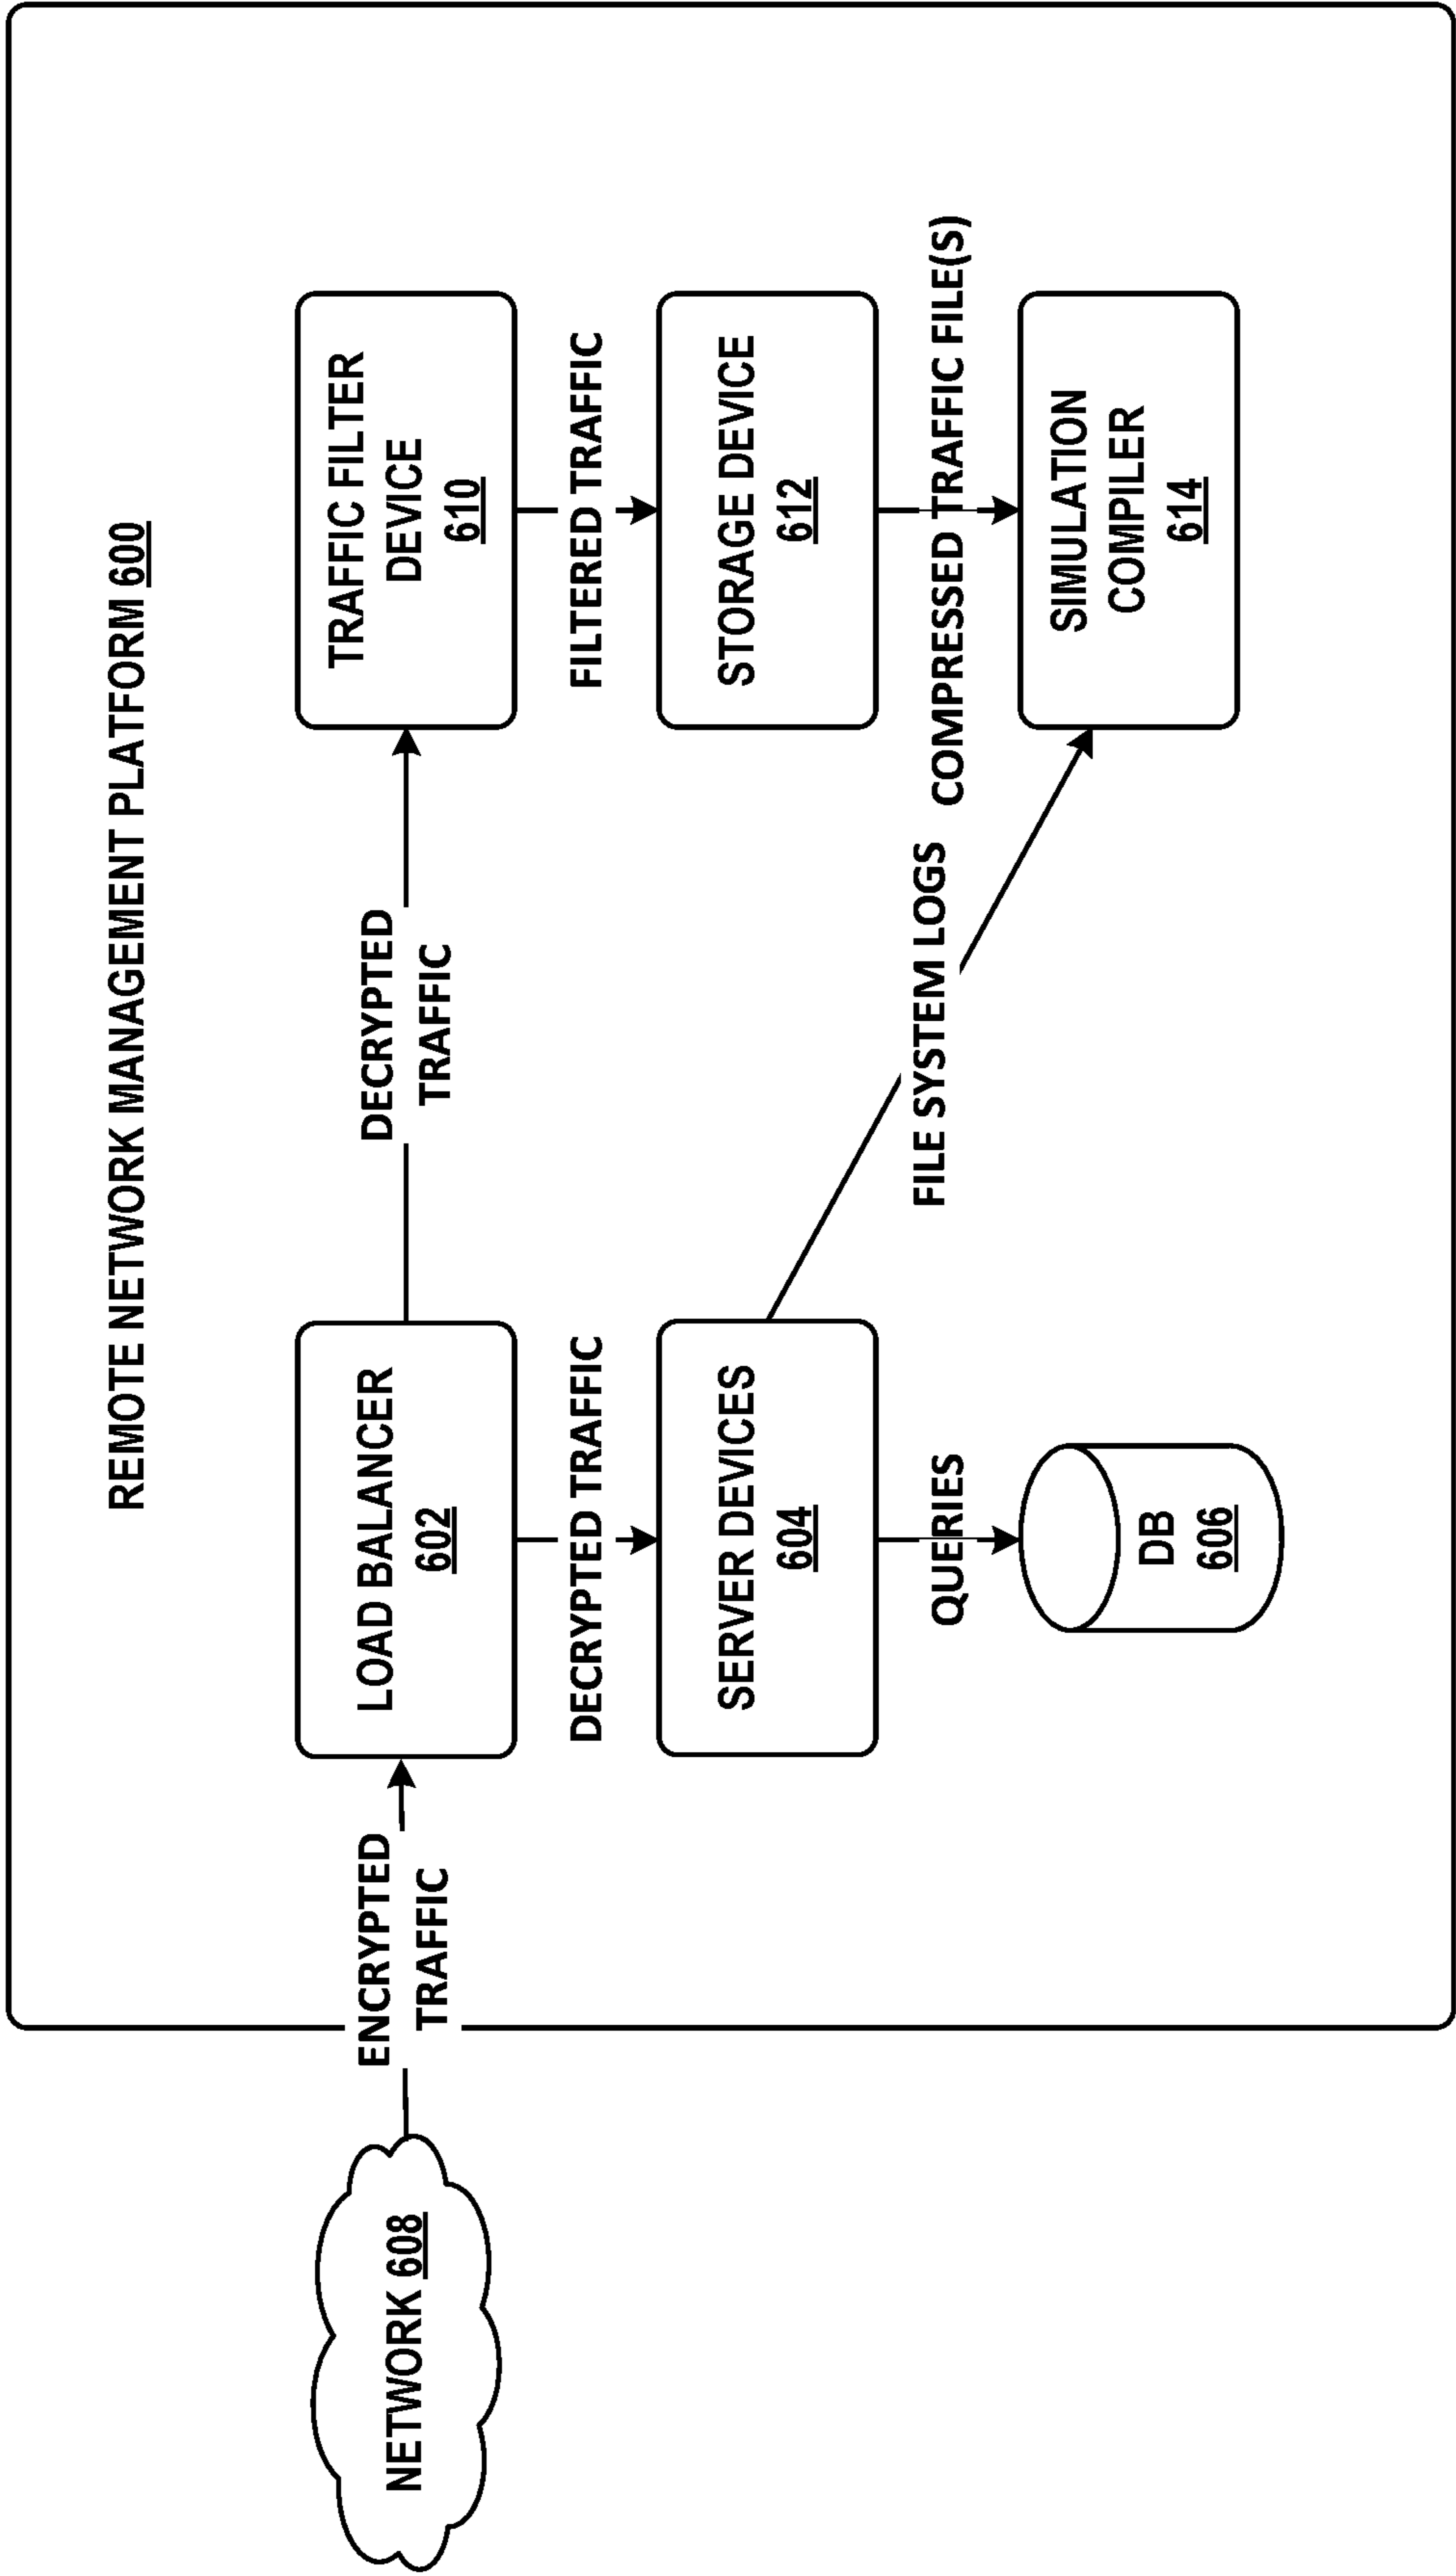 REMOTE NETWORK MANAGEMENT PLATFORM 600
NETWORK 608
ENCRYPTED
TRAFFIC
LOAD BALANCER
602
DECRYPTED
TRAFFIC
TRAFFIC FILTER
DEVICE
610
DECRYPTED TRAFFIC
FILTERED TRAFFIC
SERVER DEVICES
604
STORAGE DEVICE
612
FILE SYSTEM LOGS
QUERIES
COMPRESSED TRAFFIC FILE(S)
DB
606
SIMULATION
COMPILER
614